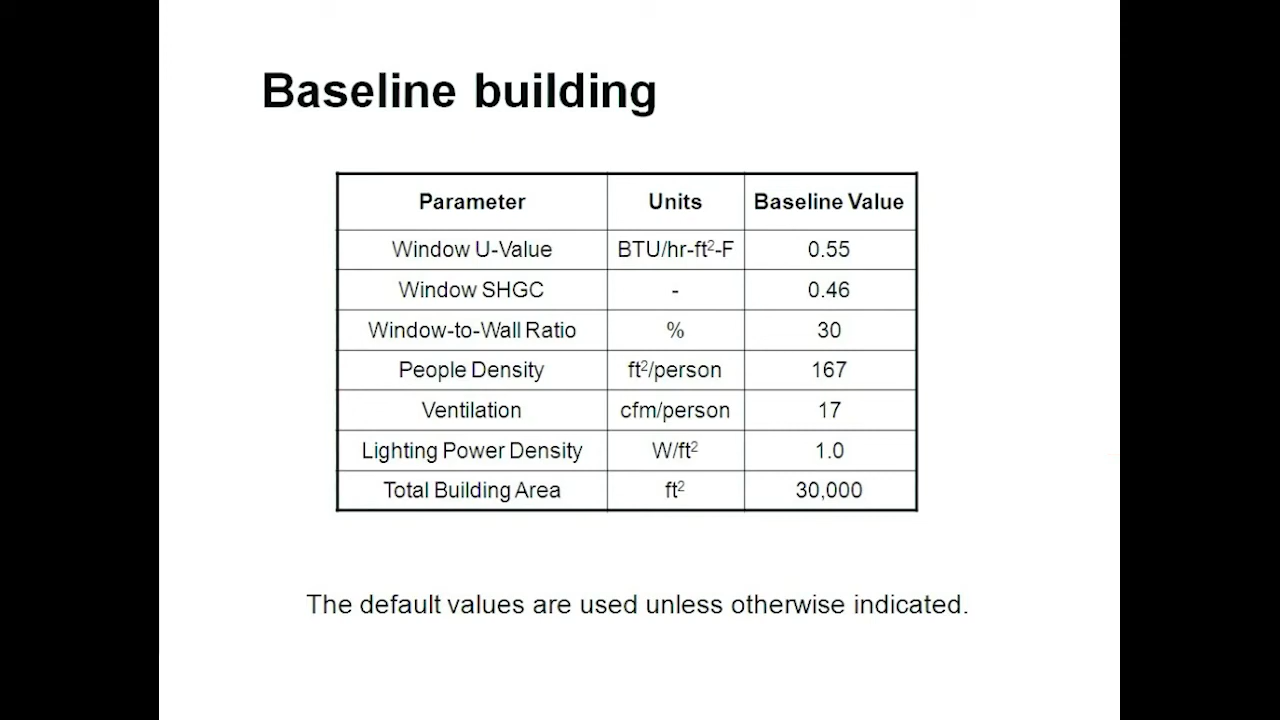 Baseline building
Parameter Units Baseline Value
Window U-Value BTU/hr-ft²-F 0.55
Window SHGC - 0.46
Window-to-Wall Ratio % 30
People Density ft²/person 167
Ventilation cfm/person 17
Lighting Power Density W/ft² 1.0
Total Building Area ft² 30,000
The default values are used unless otherwise indicated.